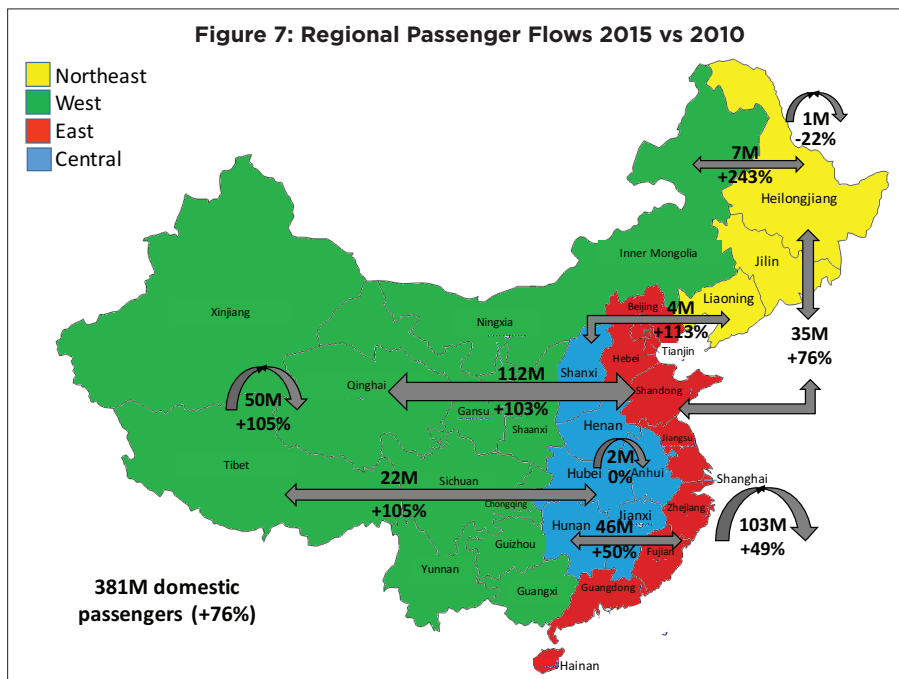 Figure 7: Regional Passenger Flows 2015 vs 2010
Northeast
West
East
Central
1M
-22%
7M
+243%
Heilongjiang
Jilin
Inner Mongolia
Liaoning
Beijing
4M
+113%
Xinjiang
Ningxia
Tianjin
35M
+76%
Hebei
Shanxi
112M
Qinghai
Shandong
50M
+105%
Gansu
+103%
Shaanxi
Henan
Jiangsu
2M
0%
Tibet
22M
Sichuan
Hubei
Anhui
Shanghai
+105%
Chongqing
Zhejiang
Jianxi
Hunan
46M
103M
+49%
Guizhou
+50%
Fujian
Yunnan
381M domestic
passengers (+76%)
Guangxi
Guangdong
Hainan